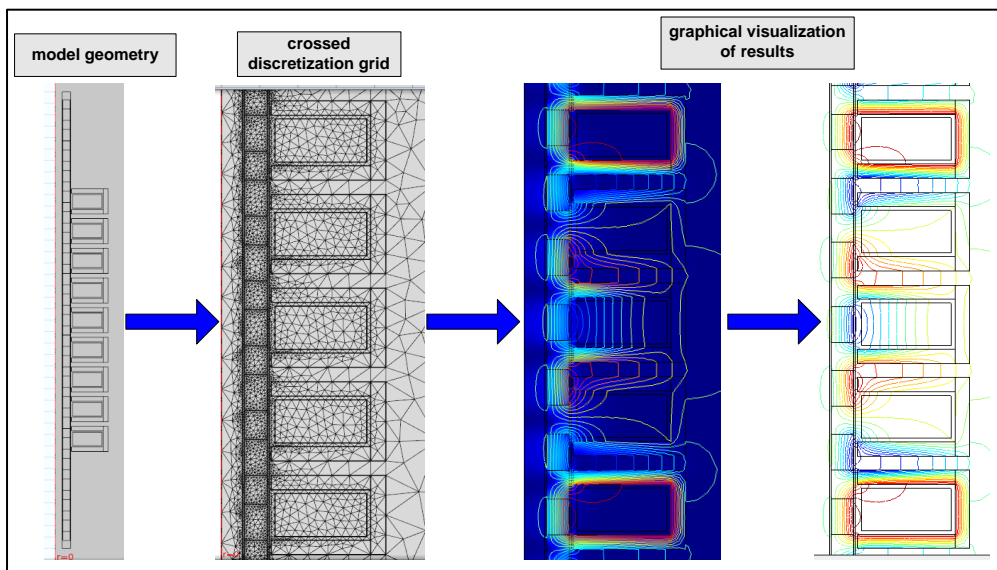 model geometry
crossed
discretization grid
graphical visualization
of results
r=0